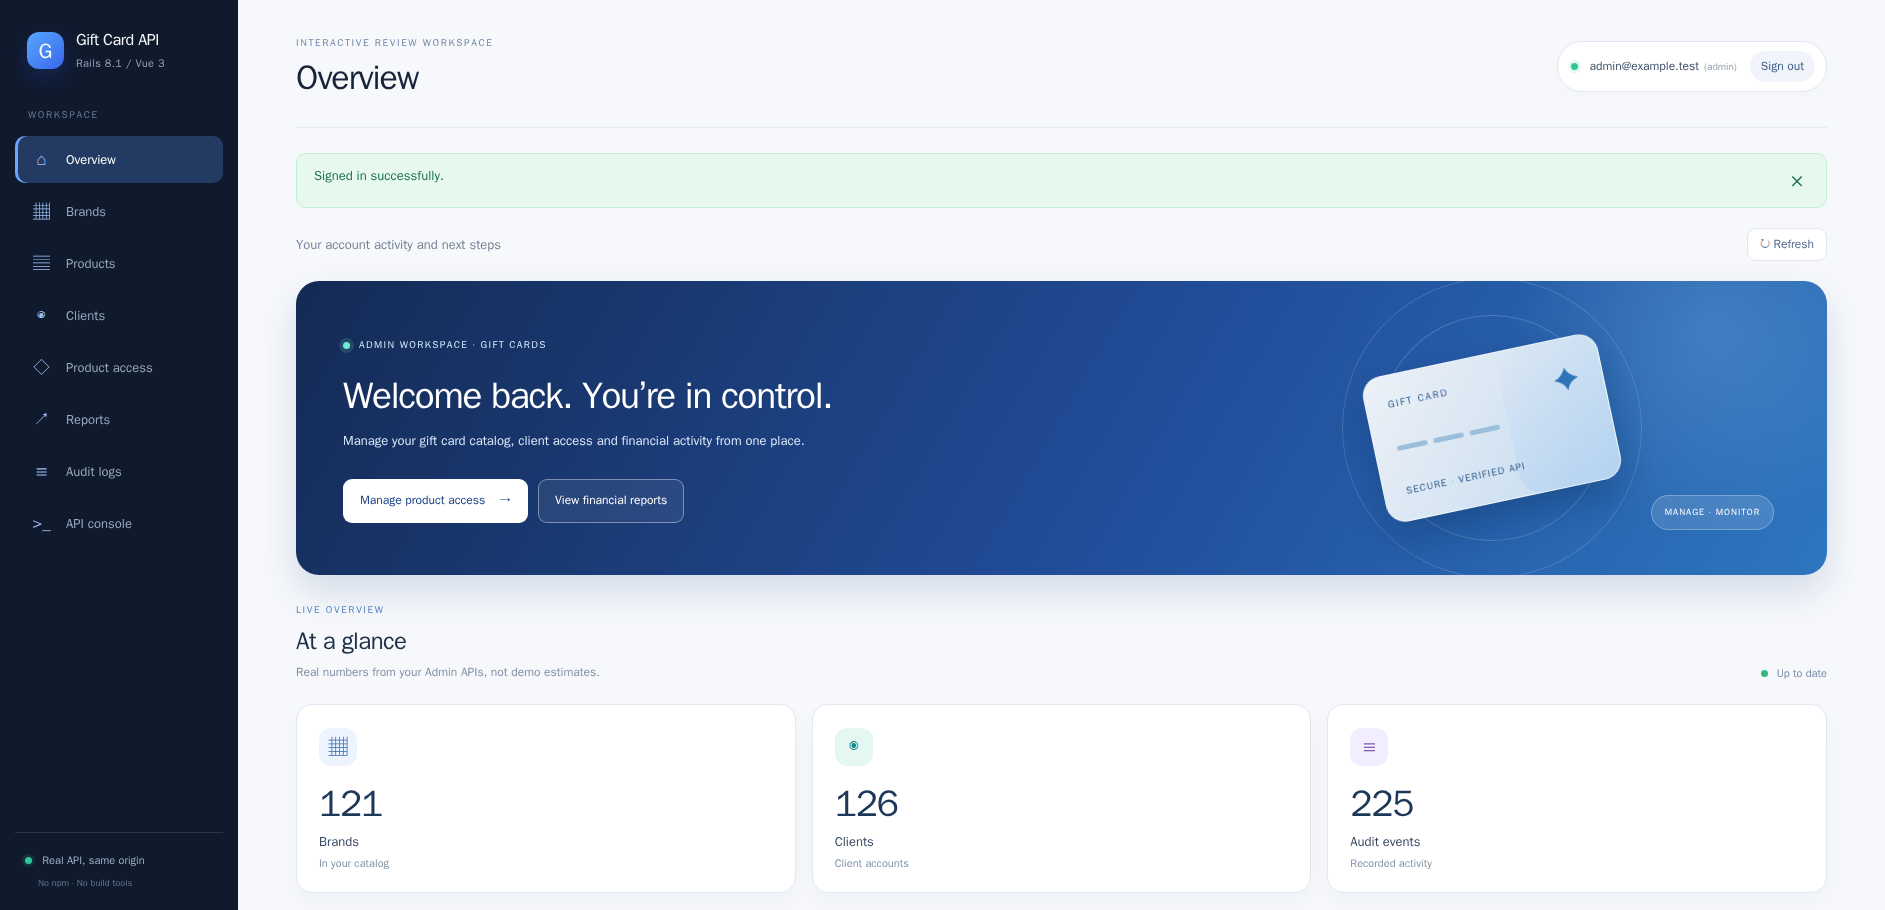 G
Gift Card API
Rails 8.1 / Vue 3
WORKSPACE
Overview
Brands
Products
Clients
Product access
Reports
Audit logs
>_ API console
Real API, same origin
No npm · No build tools
INTERACTIVE REVIEW WORKSPACE
Overview
admin@example.test (admin) Sign out
Signed in successfully.
Your account activity and next steps
Refresh
ADMIN WORKSPACE · GIFT CARDS
Welcome back. You’re in control.
Manage your gift card catalog, client access and financial activity from one place.
Manage product access →
View financial reports
GIFT CARD
SECURE · VERIFIED API
MANAGE · MONITOR
LIVE OVERVIEW
At a glance
Real numbers from your Admin APIs, not demo estimates.
Up to date
121
Brands
In your catalog
126
Clients
Client accounts
225
Audit events
Recorded activity